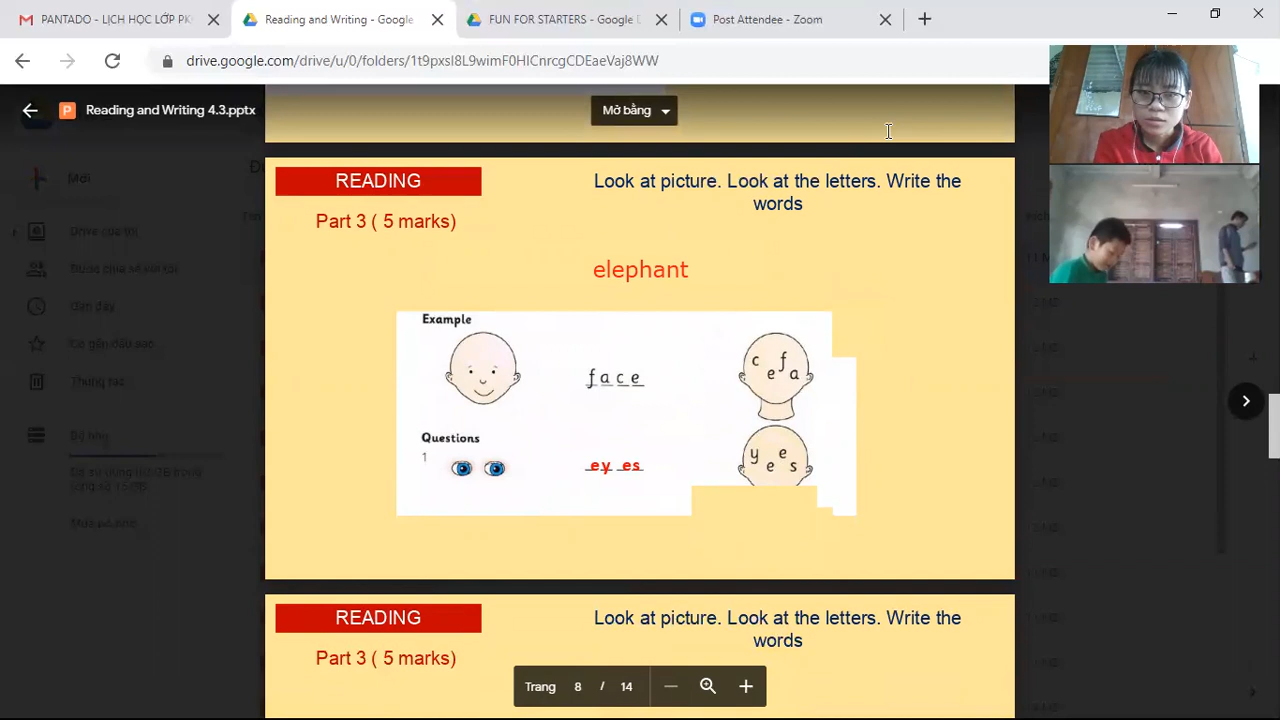 PANTADO - LỊCH HỌC LỚP PK
Reading and Writing - Google
FUN FOR STARTERS - Google
Post Attendee - Zoom
drive.google.com/drive/u/0/folders/
Reading and Writing 4.3.pptx
Mở bằng
READING
Look at picture. Look at the letters. Write the
words
Part 3 ( 5 marks)
elephant
Example
f a c e
c f e a
Questions
1
ey es
y e e s
READING
Look at picture. Look at the letters. Write the
words
Part 3 ( 5 marks)
Trang 8 / 14